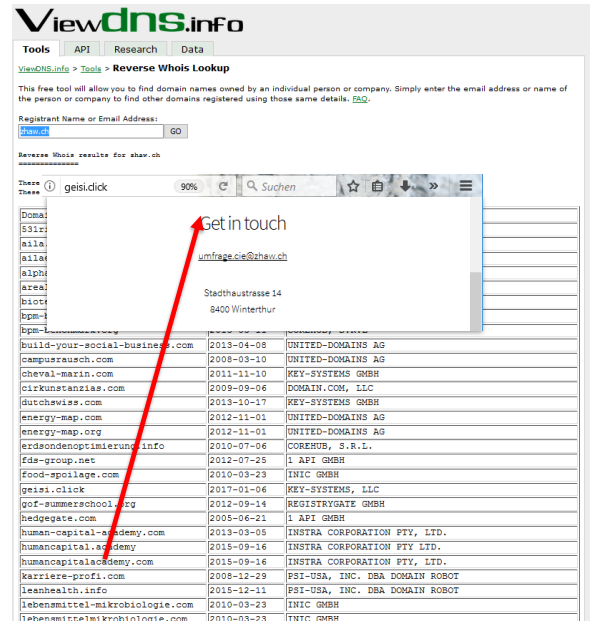 Viewdns.info
Tools API Research Data
ViewDNS.info > Tools > Reverse Whois Lookup
This free tool will allow you to find domain names owned by an individual person or company. Simply enter the email address or name of
the person or company to find other domains registered using those same details. FAQ.
Registrant Name or Email Address:
zhaw.ch GO
Reverse Whois results for zhaw.ch
==============
There
These
geisi.click 90% Suchen
Get in touch
umfrage.cie@zhaw.ch
Stadthaustrasse 14
8400 Winterthur
build-your-social-business.com 2013-04-08 UNITED-DOMAINS AG
campusrausch.com 2008-03-10 UNITED-DOMAINS AG
cheval-marin.com 2011-11-10 KEY-SYSTEMS GMBH
cirkunstanzias.com 2009-09-06 DOMAIN.COM, LLC
dutchswiss.com 2013-10-17 KEY-SYSTEMS GMBH
energy-map.com 2012-11-01 UNITED-DOMAINS AG
energy-map.org 2012-11-01 UNITED-DOMAINS AG
erdsondenoptimierung.info 2010-07-06 COREHUB, S.R.L.
fds-group.net 2012-07-25 1 API GMBH
food-spoilage.com 2010-03-23 INIC GMBH
geisi.click 2017-01-06 KEY-SYSTEMS, LLC
gof-summerschool.org 2012-09-14 REGISTRYGATE GMBH
hedgegate.com 2005-06-21 1 API GMBH
human-capital-academy.com 2013-03-05 INSTRA CORPORATION PTY, LTD.
humancapital.academy 2015-09-16 INSTRA CORPORATION PTY LTD.
humancapitalacademy.com 2015-09-16 INSTRA CORPORATION PTY, LTD.
karriere-profi.com 2008-12-29 PSI-USA, INC. DBA DOMAIN ROBOT
leanhealth.info 2015-12-11 PSI-USA, INC. DBA DOMAIN ROBOT
lebensmittel-mikrobiologie.com 2010-03-23 INIC GMBH
lebensmittelmikrobiologie.com 2010-03-23 INIC GMBH